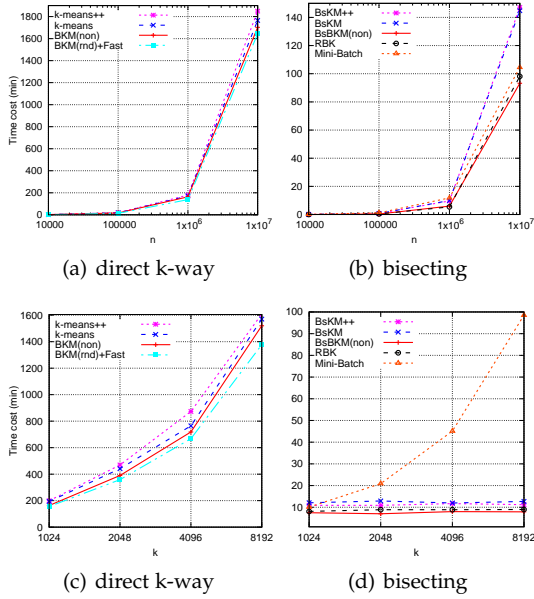 k-means++
k-means
BKM(non)
BKM(rnd)+Fast
Time cost (min)
1800
1600
1400
1200
1000
800
600
400
200
0
10000 100000 1x10^6 1x10^7
n
(a) direct k-way
BsKM++
BsKM
BsBKM(non)
RBK
Mini-Batch
140
120
100
80
60
40
20
0
10000 100000 1x10^6 1x10^7
n
(b) bisecting
k-means++
k-means
BKM(non)
BKM(rnd)+Fast
Time cost (min)
1600
1400
1200
1000
800
600
400
200
0
1024 2048 4096 8192
k
(c) direct k-way
BsKM++
BsKM
BsBKM(non)
RBK
Mini-Batch
100
90
80
70
60
50
40
30
20
10
1024 2048 4096 8192
k
(d) bisecting